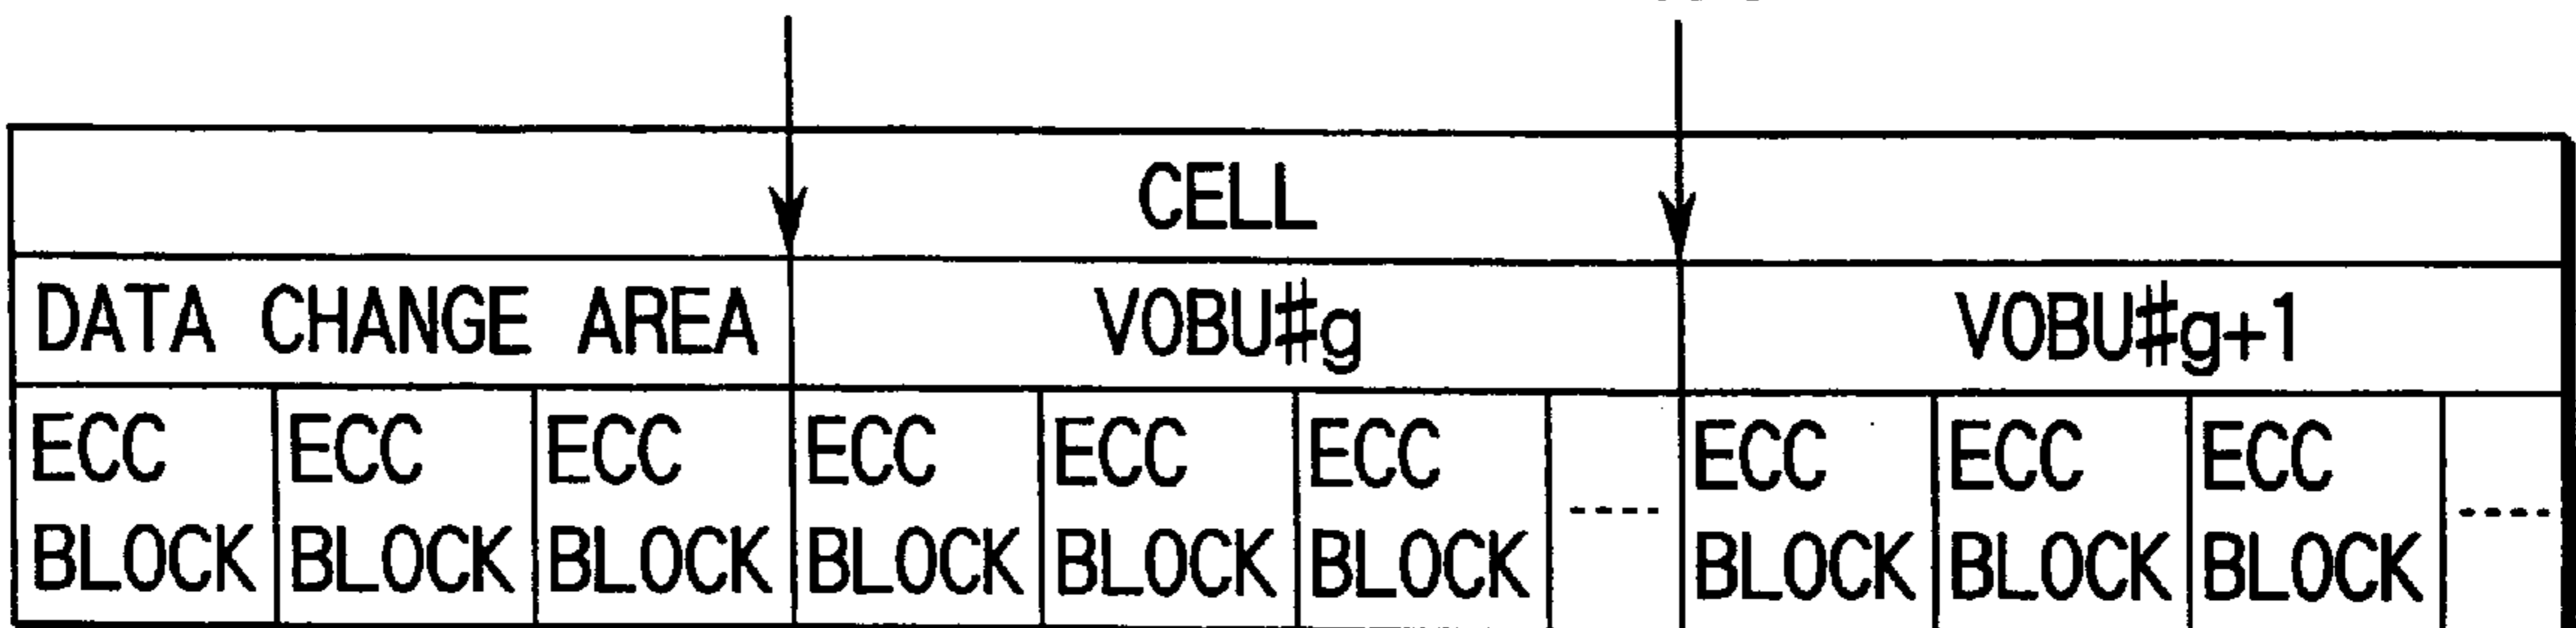 CELL
DATA CHANGE AREA VOBU#g VOBU#g+1
ECC ECC ECC ECC ECC ECC ECC ECC ECC
BLOCK BLOCK BLOCK BLOCK BLOCK BLOCK ---- BLOCK BLOCK BLOCK ----